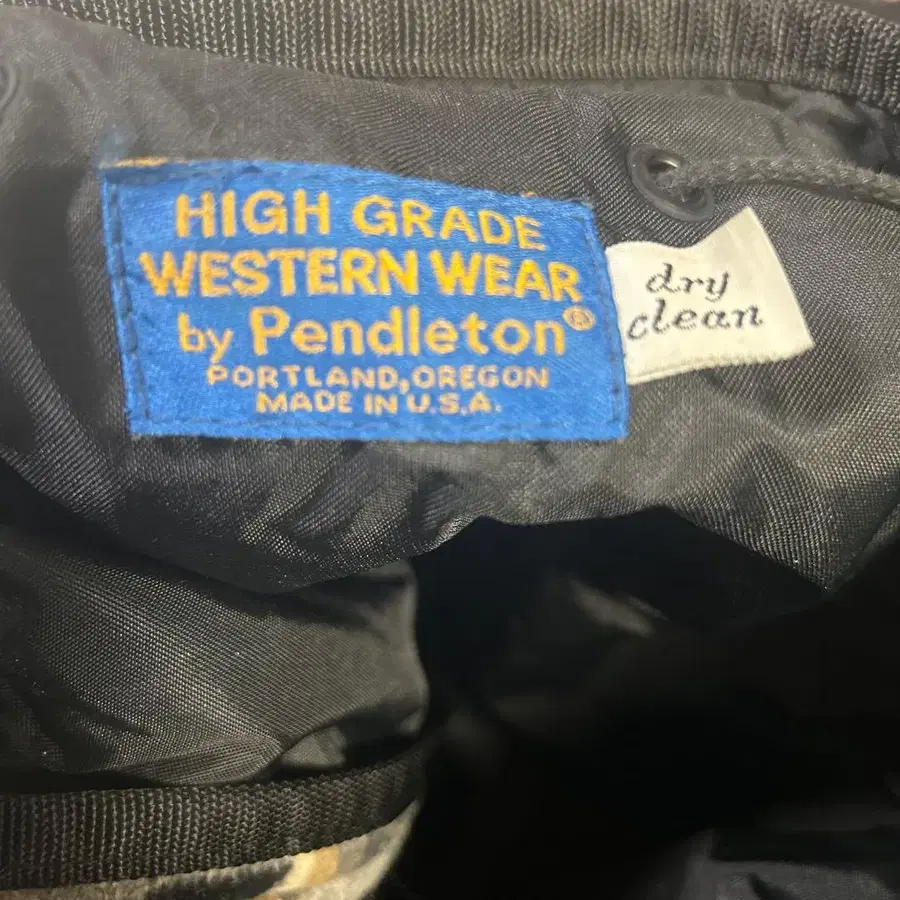 HIGH GRADE
WESTERN WEAR
by Pendleton®
PORTLAND, OREGON
MADE IN U.S.A.
dry
clean